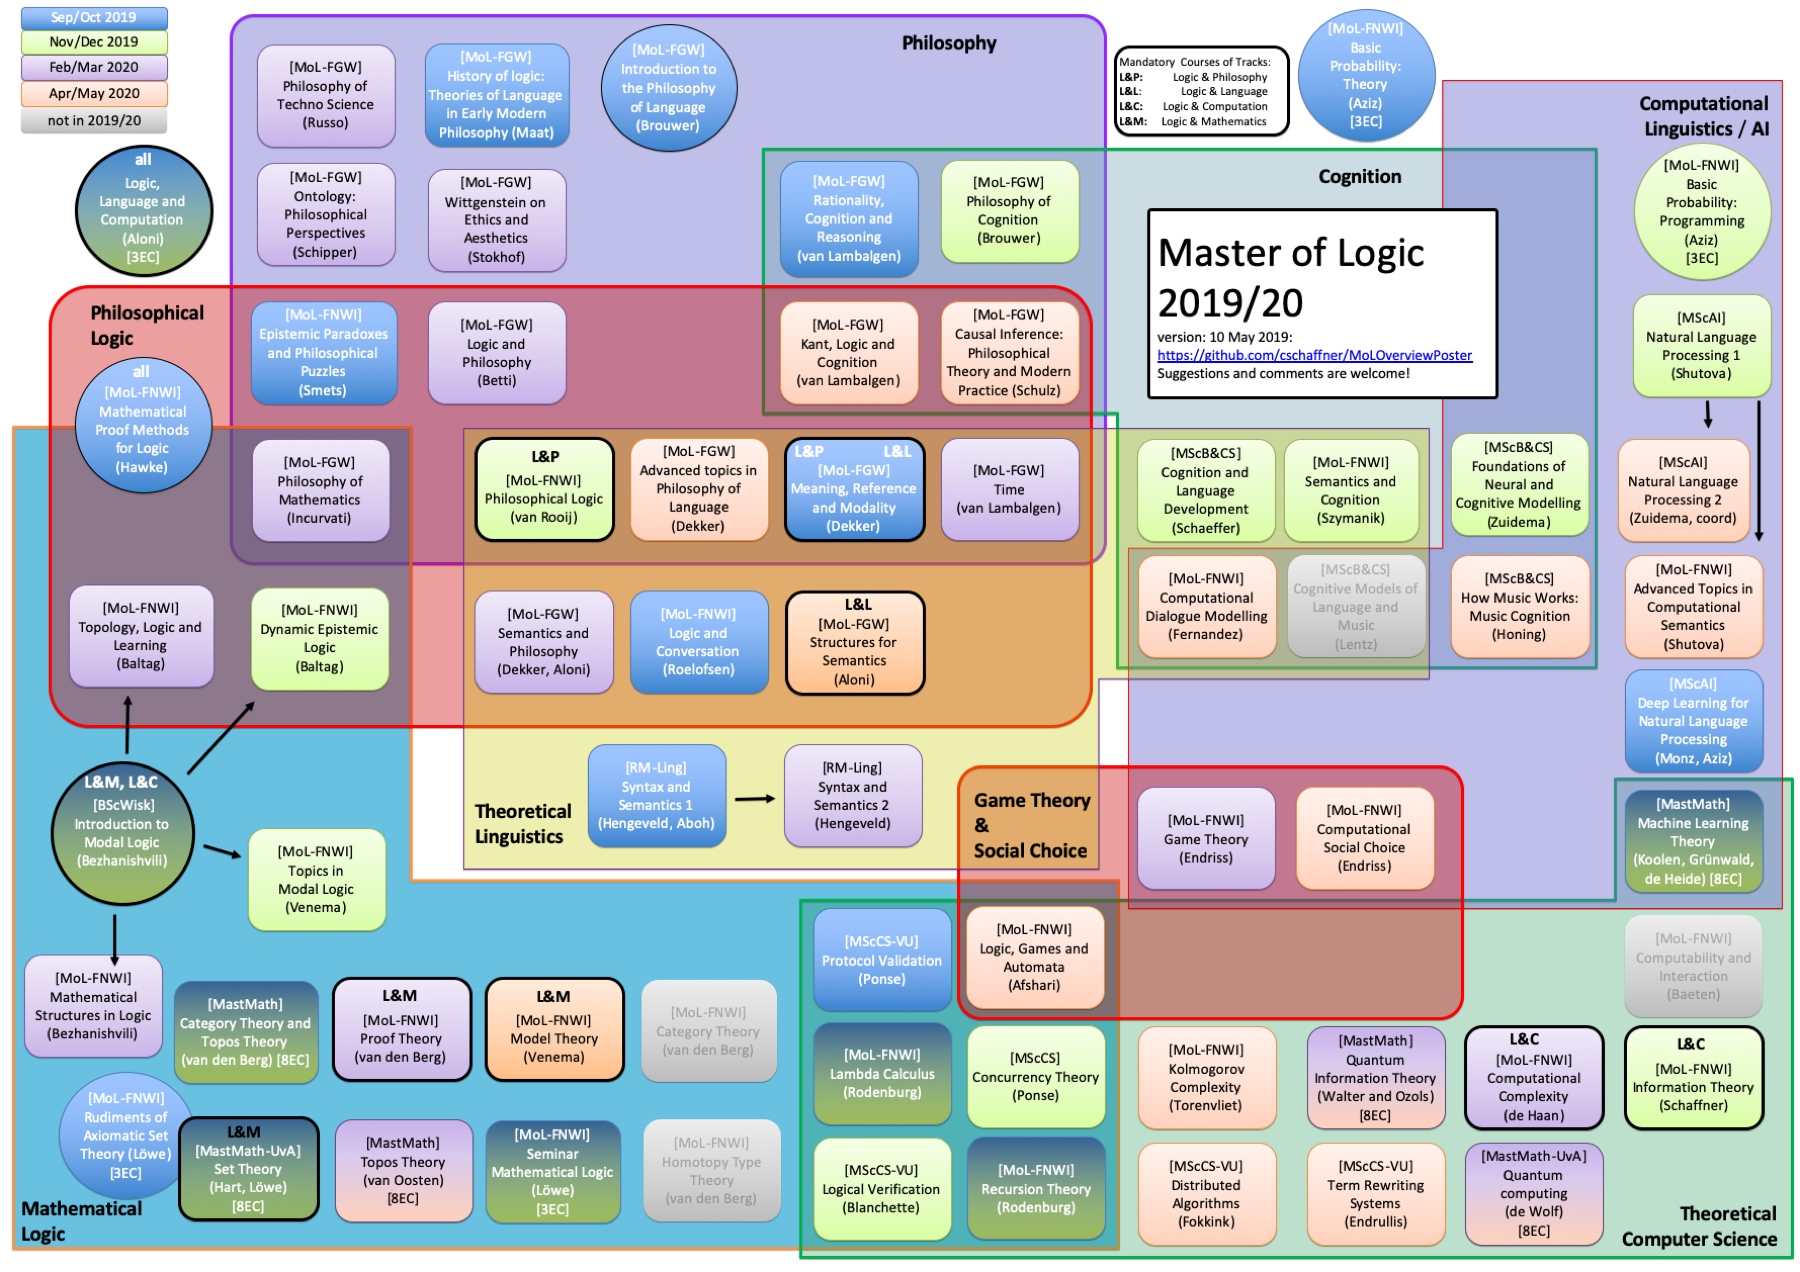 Sep/Oct 2019
Nov/Dec 2019
Feb/Mar 2020
Apr/May 2020
not in 2019/20
all
Logic,
Language and
Computation
(Aloni)
[3EC]
Philosophy
[MoL-FGW]
Philosophy of
Techno Science
(Russo)
[MoL-FGW]
History of logic:
Theories of Language
in Early Modern
Philosophy (Maat)
[MoL-FGW]
Introduction to
the Philosophy
of Language
(Brouwer)
Mandatory Courses of Tracks:
L&P: Logic & Philosophy
L&L: Logic & Language
L&C: Logic & Computation
L&M: Logic & Mathematics
[MoL-FNWI]
Basic
Probability:
Theory
(Aziz)
[3EC]
Computational
Linguistics / AI
[MoL-FNWI]
Basic
Probability:
Programming
(Aziz)
[3EC]
[MoL-FGW]
Ontology:
Philosophical
Perspectives
(Schipper)
[MoL-FGW]
Wittgenstein on
Ethics and
Aesthetics
(Stokhof)
[MoL-FGW]
Rationality,
Cognition and
Reasoning
(van Lambalgen)
[MoL-FGW]
Philosophy of
Cognition
(Brouwer)
Cognition
Master of Logic
2019/20
version: 10 May 2019:
https://github.com/cschaffner/MoLOverviewPoster
Suggestions and comments are welcome!
Philosophical
Logic
all
[MoL-FNWI]
Mathematical
Proof Methods
for Logic
(Hawke)
[MoL-FNWI]
Epistemic Paradoxes
and Philosophical
Puzzles
(Smets)
[MoL-FGW]
Logic and
Philosophy
(Betti)
[MoL-FGW]
Kant, Logic and
Cognition
(van Lambalgen)
[MoL-FGW]
Causal Inference:
Philosophical
Theory and Modern
Practice (Schulz)
[MScAI]
Natural Language
Processing 1
(Shutova)
[MoL-FGW]
Philosophy of
Mathematics
(Incurvati)
L&P
[MoL-FNWI]
Philosophical Logic
(van Rooij)
[MoL-FGW]
Advanced topics in
Philosophy of
Language
(Dekker)
L&P L&L
[MoL-FGW]
Meaning, Reference
and Modality
(Dekker)
[MoL-FGW]
Time
(van Lambalgen)
[MScB&CS]
Cognition and
Language
Development
(Schaeffer)
[MoL-FNWI]
Semantics and
Cognition
(Szymanik)
[MScB&CS]
Foundations of
Neural and
Cognitive Modelling
(Zuidema)
[MScAI]
Natural Language
Processing 2
(Zuidema, coord)
[MoL-FNWI]
Topology, Logic and
Learning
(Baltag)
[MoL-FNWI]
Dynamic Epistemic
Logic
(Baltag)
[MoL-FGW]
Semantics and
Philosophy
(Dekker, Aloni)
[MoL-FNWI]
Logic and
Conversation
(Roelofsen)
L&L
[MoL-FGW]
Structures for
Semantics
(Aloni)
[MoL-FNWI]
Computational
Dialogue Modelling
(Fernandez)
[MScB&CS]
Cognitive Models of
Language and
Music
(Lentz)
[MScB&CS]
How Music Works:
Music Cognition
(Honing)
[MoL-FNWI]
Advanced Topics in
Computational
Semantics
(Shutova)
[MScAI]
Deep Learning for
Natural Language
Processing
(Monz, Aziz)
L&M, L&C
[BScWisk]
Introduction to
Modal Logic
(Bezhanishvili)
Theoretical
Linguistics
[RM-Ling]
Syntax and
Semantics 1
(Hengeveld, Aboh)
[RM-Ling]
Syntax and
Semantics 2
(Hengeveld)
Game Theory
&
Social Choice
[MoL-FNWI]
Game Theory
(Endriss)
[MoL-FNWI]
Computational
Social Choice
(Endriss)
[MastMath]
Machine Learning
Theory
(Koolen, Grünwald,
de Heide) [8EC]
[MoL-FNWI]
Topics in
Modal Logic
(Venema)
[MScCS-VU]
Protocol Validation
(Ponse)
[MoL-FNWI]
Logic, Games and
Automata
(Afshari)
[MoL-FNWI]
Computability and
Interaction
(Baeten)
[MoL-FNWI]
Mathematical
Structures in Logic
(Bezhanishvili)
[MastMath]
Category Theory and
Topos Theory
(van den Berg) [8EC]
L&M
[MoL-FNWI]
Proof Theory
(van den Berg)
L&M
[MoL-FNWI]
Model Theory
(Venema)
[MoL-FNWI]
Category Theory
(van den Berg)
[MoL-FNWI]
Lambda Calculus
(Rodenburg)
[MScCS]
Concurrency Theory
(Ponse)
[MoL-FNWI]
Kolmogorov
Complexity
(Torenvliet)
[MastMath]
Quantum
Information Theory
(Walter and Ozols)
[8EC]
L&C
[MoL-FNWI]
Computational
Complexity
(de Haan)
L&C
[MoL-FNWI]
Information Theory
(Schaffner)
[MoL-FNWI]
Rudiments of
Axiomatic Set
Theory (Löwe)
[3EC]
L&M
[MastMath-UvA]
Set Theory
(Hart, Löwe)
[8EC]
[MastMath]
Topos Theory
(van Oosten)
[8EC]
[MoL-FNWI]
Seminar
Mathematical Logic
(Löwe)
[3EC]
[MoL-FNWI]
Homotopy Type
Theory
(van den Berg)
[MScCS-VU]
Logical Verification
(Blanchette)
[MoL-FNWI]
Recursion Theory
(Rodenburg)
[MScCS-VU]
Distributed
Algorithms
(Fokkink)
[MScCS-VU]
Term Rewriting
Systems
(Endrullis)
[MastMath-UvA]
Quantum
computing
(de Wolf)
[8EC]
Mathematical
Logic
Theoretical
Computer Science